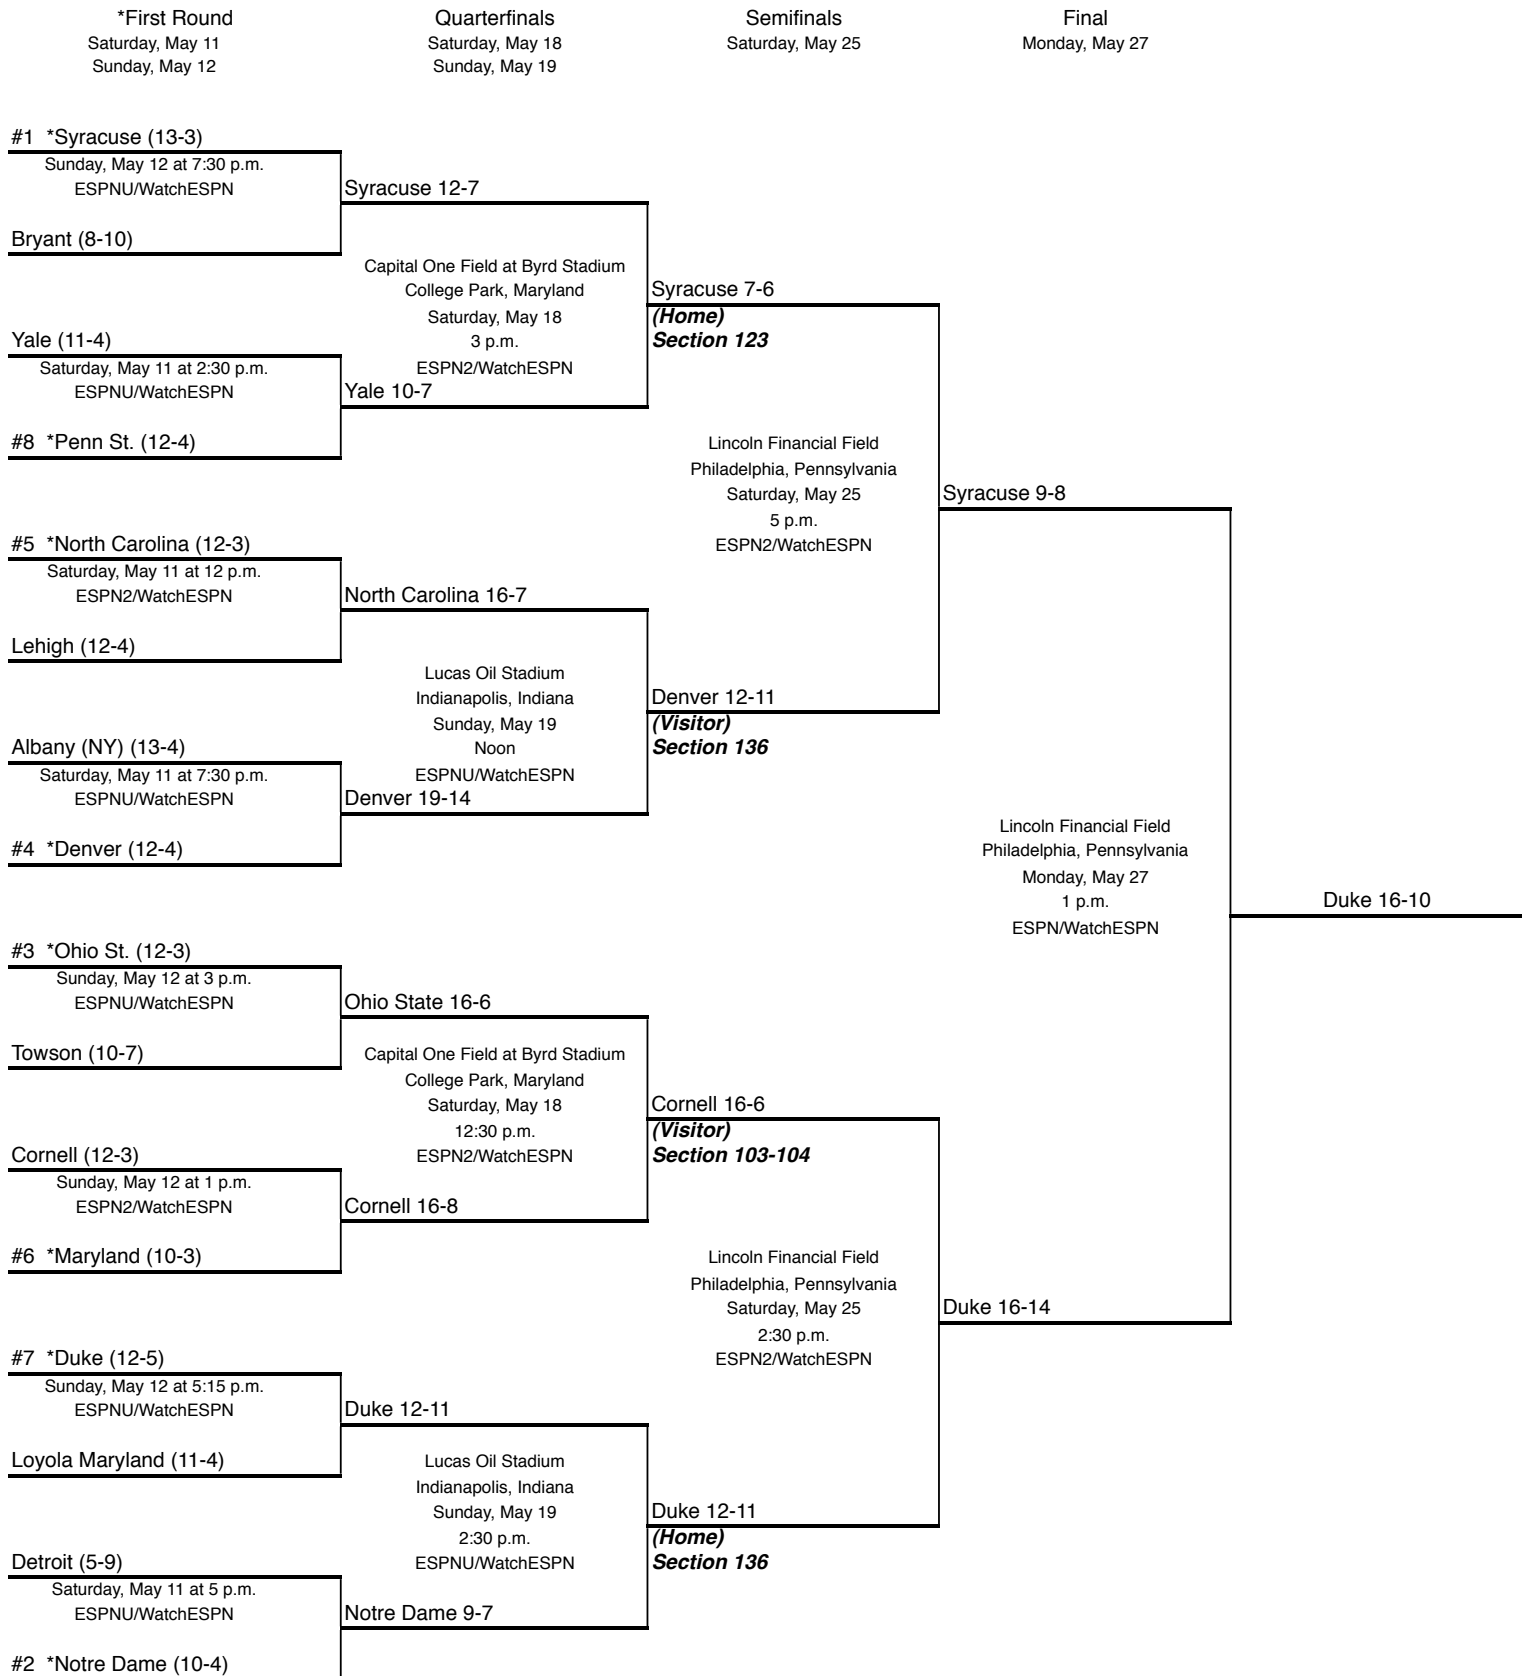 *First Round
Saturday, May 11
Sunday, May 12
Quarterfinals
Saturday, May 18
Sunday, May 19
Semifinals
Saturday, May 25
Final
Monday, May 27
#1 *Syracuse (13-3)
Sunday, May 12 at 7:30 p.m.
ESPNU/WatchESPN
Bryant (8-10)
Yale (11-4)
Saturday, May 11 at 2:30 p.m.
ESPNU/WatchESPN
#8 *Penn St. (12-4)
#5 *North Carolina (12-3)
Saturday, May 11 at 12 p.m.
ESPN2/WatchESPN
Lehigh (12-4)
Albany (NY) (13-4)
Saturday, May 11 at 7:30 p.m.
ESPNU/WatchESPN
#4 *Denver (12-4)
#3 *Ohio St. (12-3)
Sunday, May 12 at 3 p.m.
ESPNU/WatchESPN
Towson (10-7)
Cornell (12-3)
Sunday, May 12 at 1 p.m.
ESPN2/WatchESPN
#6 *Maryland (10-3)
#7 *Duke (12-5)
Sunday, May 12 at 5:15 p.m.
ESPNU/WatchESPN
Loyola Maryland (11-4)
Detroit (5-9)
Saturday, May 11 at 5 p.m.
ESPNU/WatchESPN
#2 *Notre Dame (10-4)
Syracuse 12-7
Capital One Field at Byrd Stadium
College Park, Maryland
Saturday, May 18
3 p.m.
ESPN2/WatchESPN
Yale 10-7
North Carolina 16-7
Lucas Oil Stadium
Indianapolis, Indiana
Sunday, May 19
Noon
ESPNU/WatchESPN
Denver 19-14
Ohio State 16-6
Capital One Field at Byrd Stadium
College Park, Maryland
Saturday, May 18
12:30 p.m.
ESPN2/WatchESPN
Cornell 16-8
Duke 12-11
Lucas Oil Stadium
Indianapolis, Indiana
Sunday, May 19
2:30 p.m.
ESPNU/WatchESPN
Notre Dame 9-7
Syracuse 7-6
(Home)
Section 123
Lincoln Financial Field
Philadelphia, Pennsylvania
Saturday, May 25
5 p.m.
ESPN2/WatchESPN
Denver 12-11
(Visitor)
Section 136
Cornell 16-6
(Visitor)
Section 103-104
Lincoln Financial Field
Philadelphia, Pennsylvania
Saturday, May 25
2:30 p.m.
ESPN2/WatchESPN
Duke 12-11
(Home)
Section 136
Syracuse 9-8
Lincoln Financial Field
Philadelphia, Pennsylvania
Monday, May 27
1 p.m.
ESPN/WatchESPN
Duke 16-14
Duke 16-10